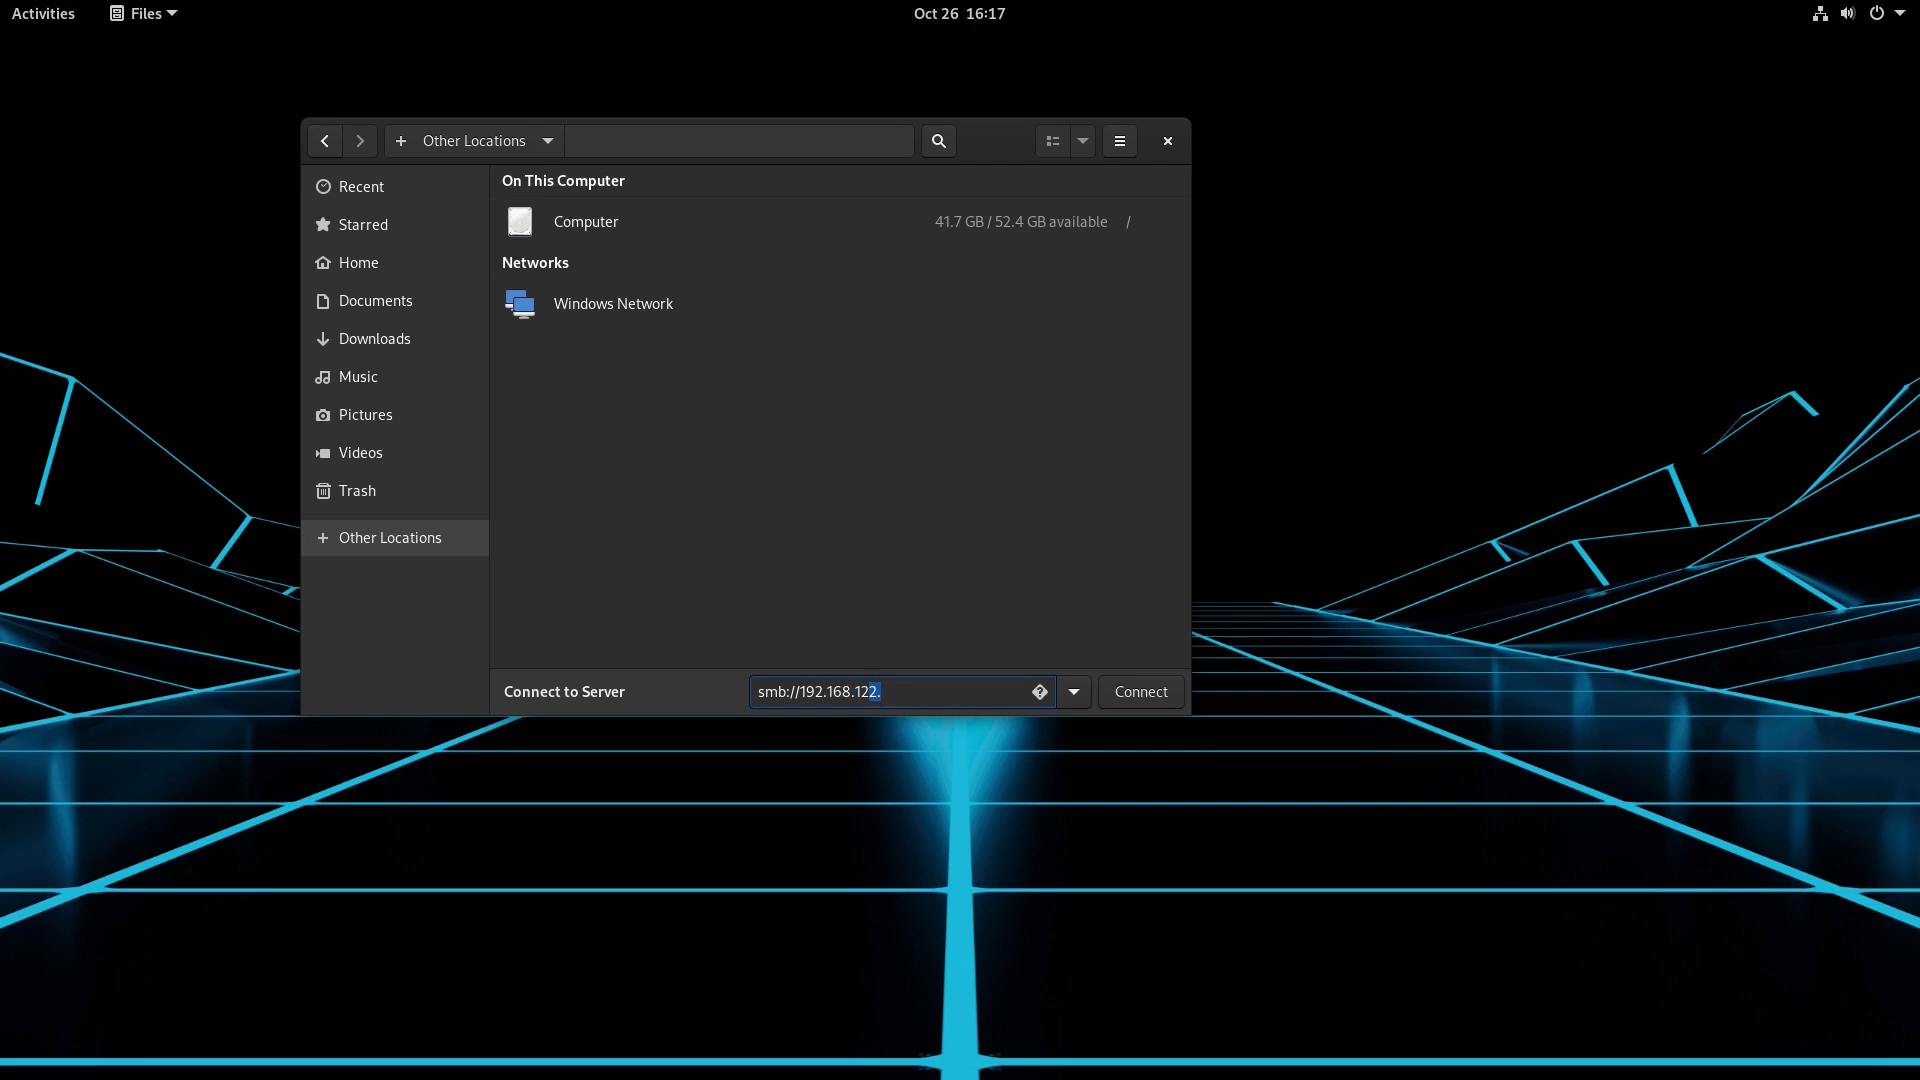 Activities
Files
Oct 26 16:17
Other Locations
Recent
Starred
Home
Documents
Downloads
Music
Pictures
Videos
Trash
Other Locations
On This Computer
Computer 41.7 GB / 52.4 GB available /
Networks
Windows Network
Connect to Server smb://192.168.122. Connect